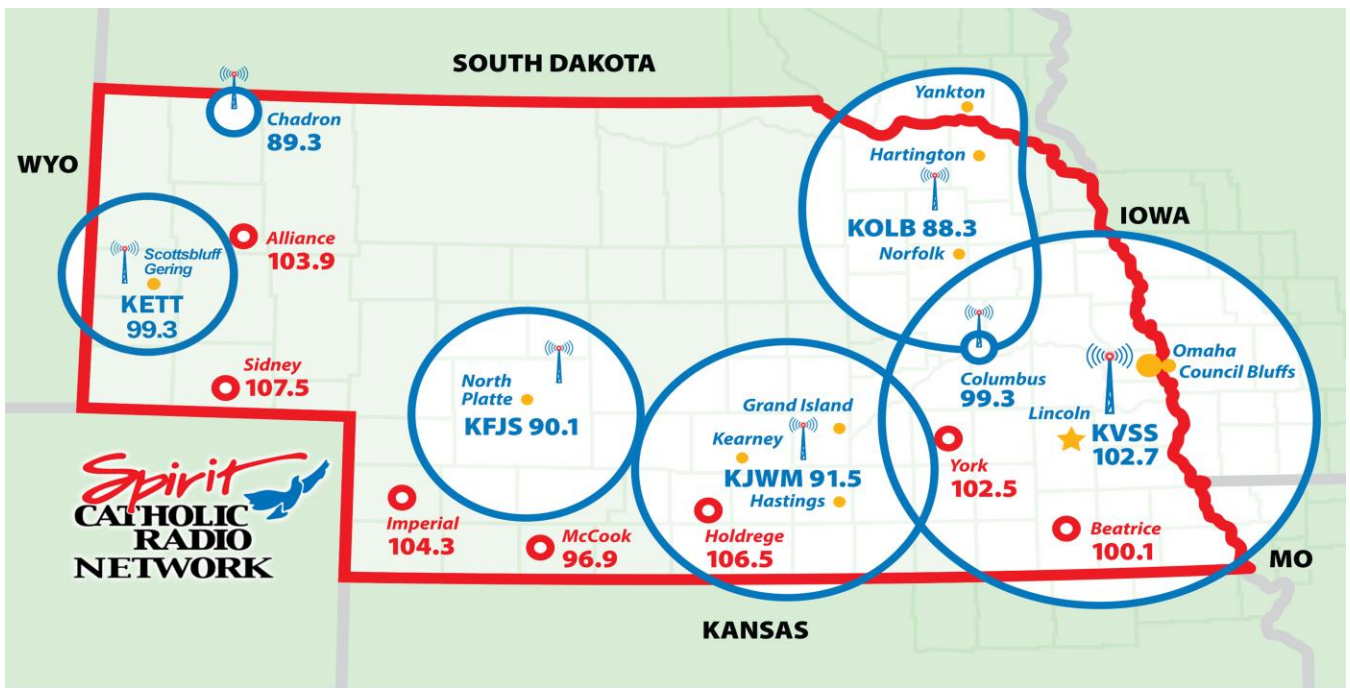 SOUTH DAKOTA
Yankton
Chadron
89.3
WYO
Hartington
IOWA
KOLB 88.3
Norfolk
Alliance
103.9
Scottsbluff
Gering
KETT
99.3
Sidney
107.5
North
Platte
KFJS 90.1
Grand Island
Kearney
KJWM 91.5
Hastings
Columbus
99.3
Omaha
Council Bluffs
Lincoln
KVSS
102.7
York
102.5
Imperial
104.3
McCook
96.9
Holdrege
106.5
Beatrice
100.1
MO
KANSAS
Spirit
CATHOLIC
RADIO
NETWORK